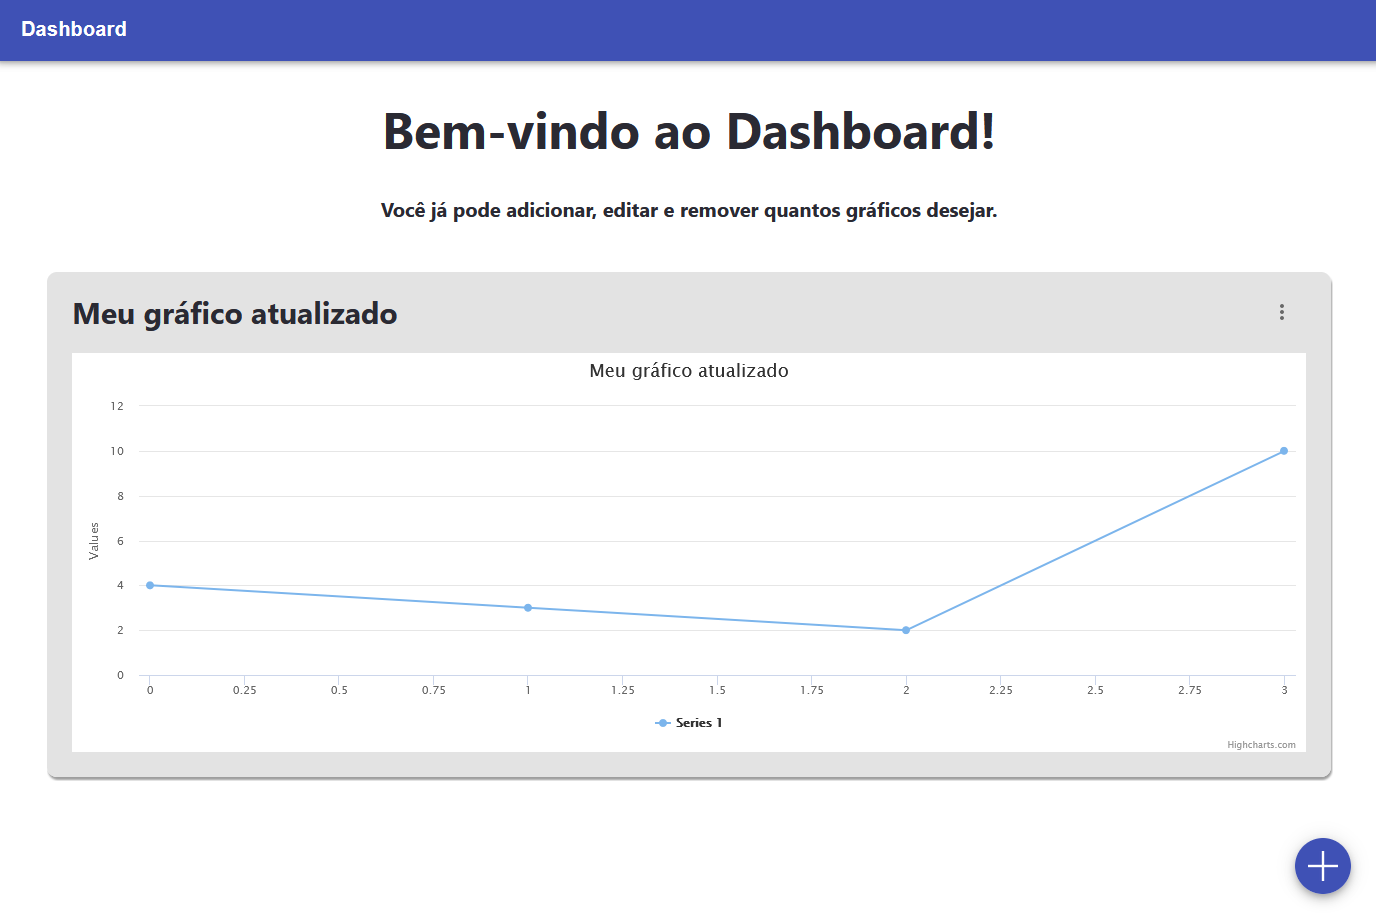 Dashboard
Bem-vindo ao Dashboard!
Você já pode adicionar, editar e remover quantos gráficos desejar.
Meu gráfico atualizado
Meu gráfico atualizado
12
10
8
6
4
2
0
Values
0 0.25 0.5 0.75 1 1.25 1.5 1.75 2 2.25 2.5 2.75 3
Series 1
Highcharts.com